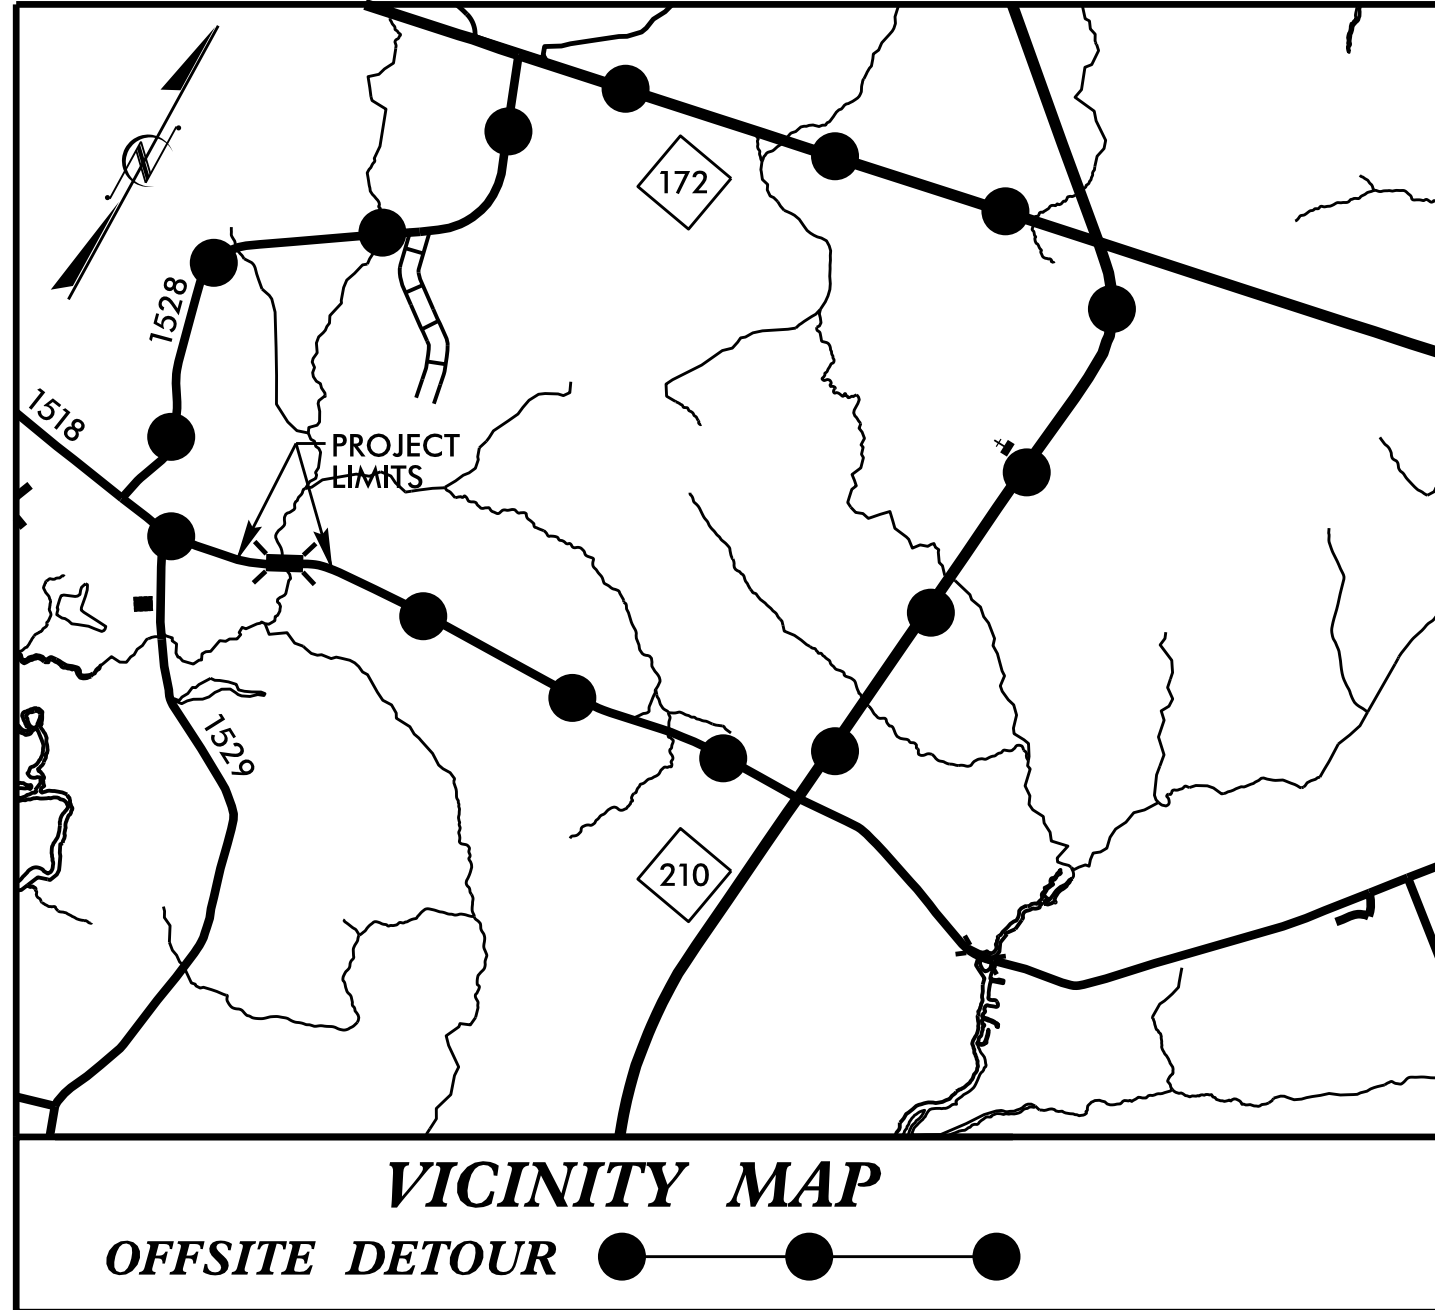 N
172
1528
1518
PROJECT
LIMITS
1529
210
VICINITY MAP
OFFSITE DETOUR